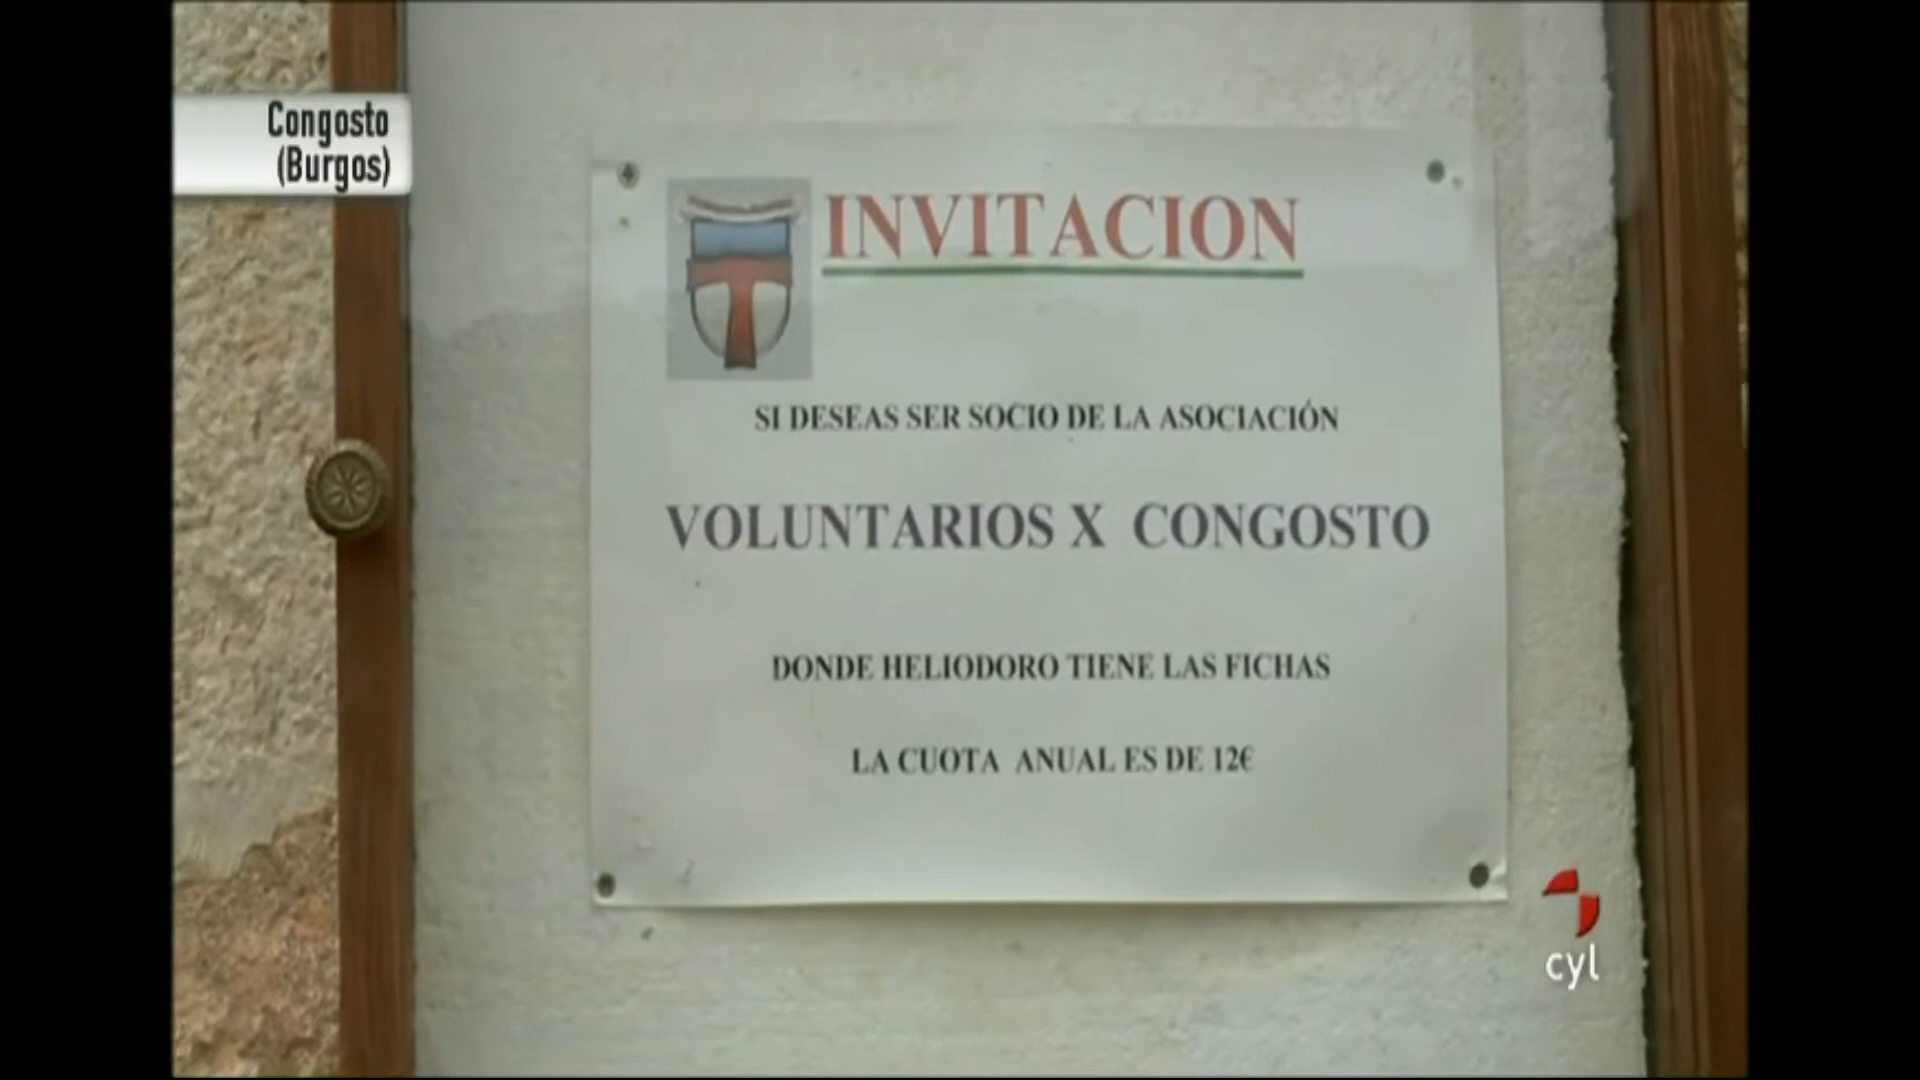 Congosto
(Burgos)
INVITACION
SI DESEAS SER SOCIO DE LA ASOCIACIÓN
VOLUNTARIOS X CONGOSTO
DONDE HELIODORO TIENE LAS FICHAS
LA CUOTA ANUAL ES DE 12€
cyl